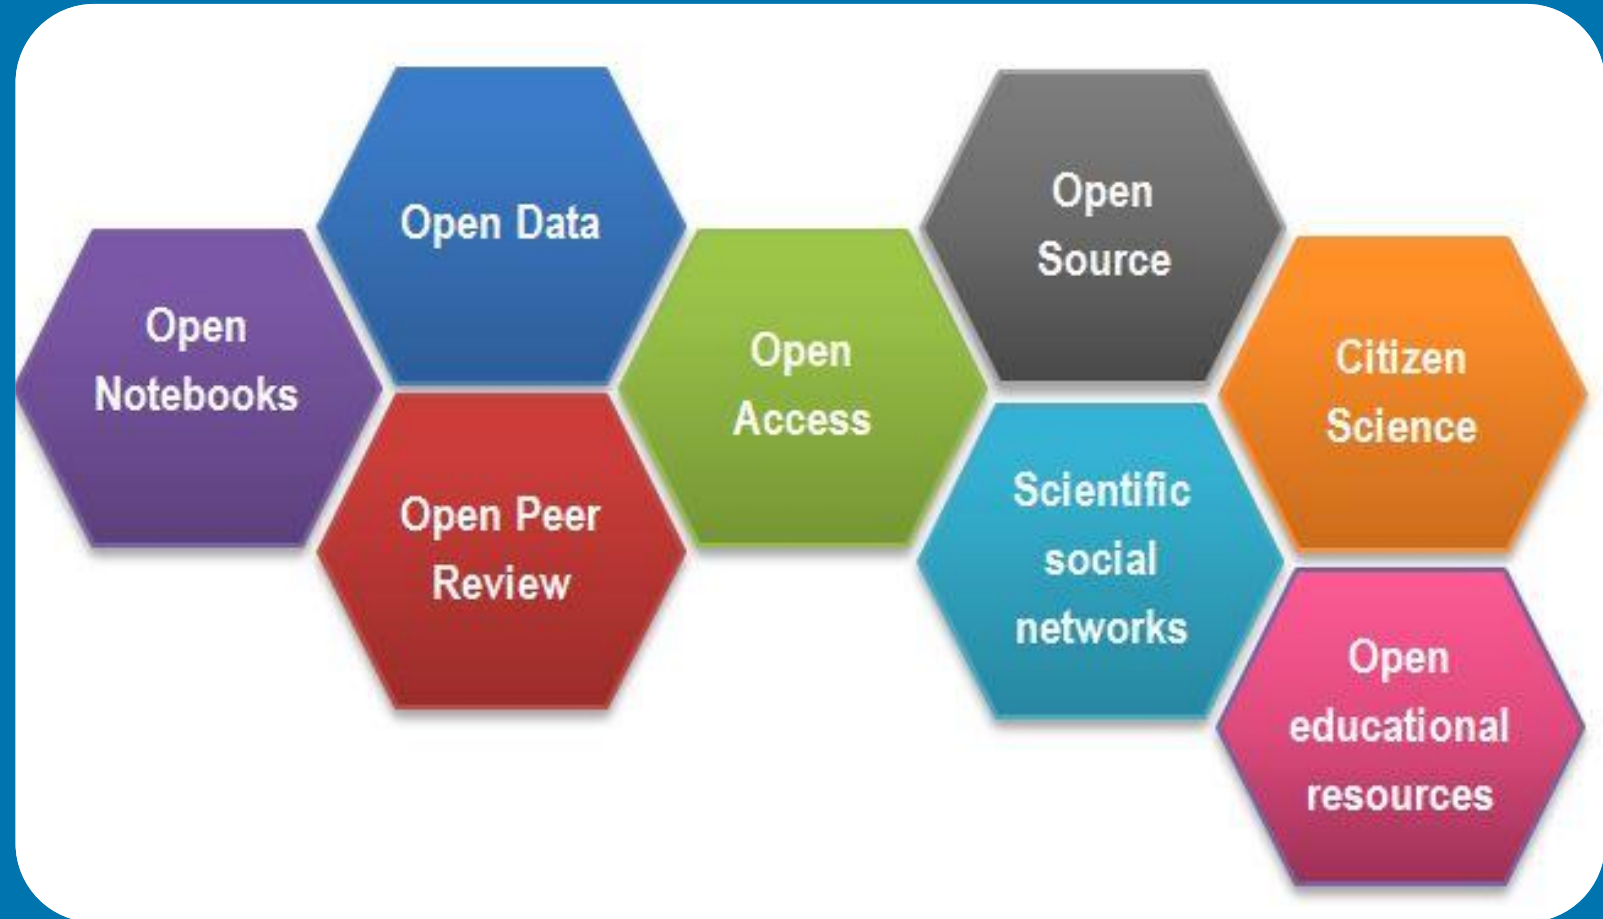 Open
Notebooks
Open Data
Open Peer
Review
Open
Access
Open
Source
Scientific
social
networks
Citizen
Science
Open
educational
resources